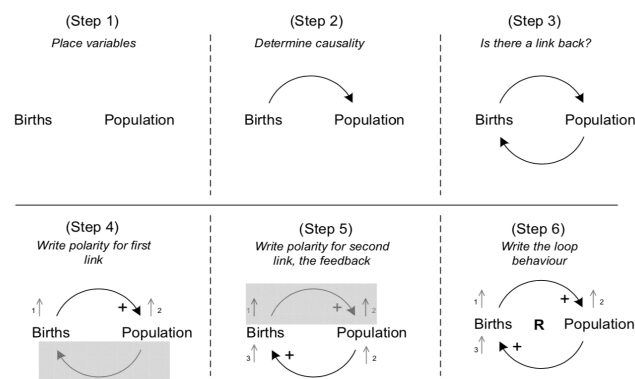 (Step 1)
Place variables
Births Population
(Step 2)
Determine causality
Births Population
(Step 3)
Is there a link back?
Births Population
(Step 4)
Write polarity for first
link
1 + 2
Births Population
(Step 5)
Write polarity for second
link, the feedback
1 + 2
Births Population
3 + 2
(Step 6)
Write the loop
behaviour
1 + 2
Births R Population
3 +